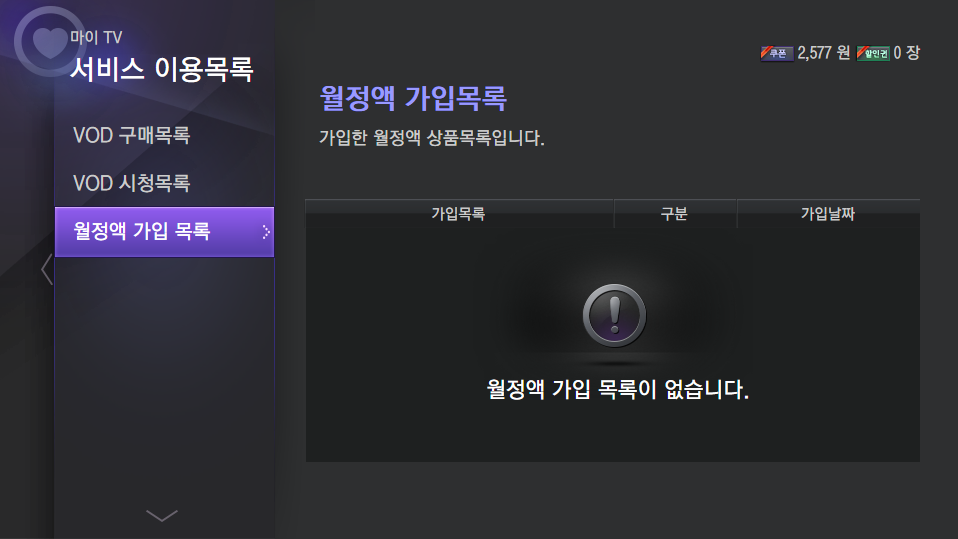 마이 TV
서비스 이용목록
쿠폰 2,577 원 할인권 0 장
VOD 구매목록
VOD 시청목록
월정액 가입 목록
월정액 가입목록
가입한 월정액 상품목록입니다.
가입목록 구분 가입날짜
월정액 가입 목록이 없습니다.